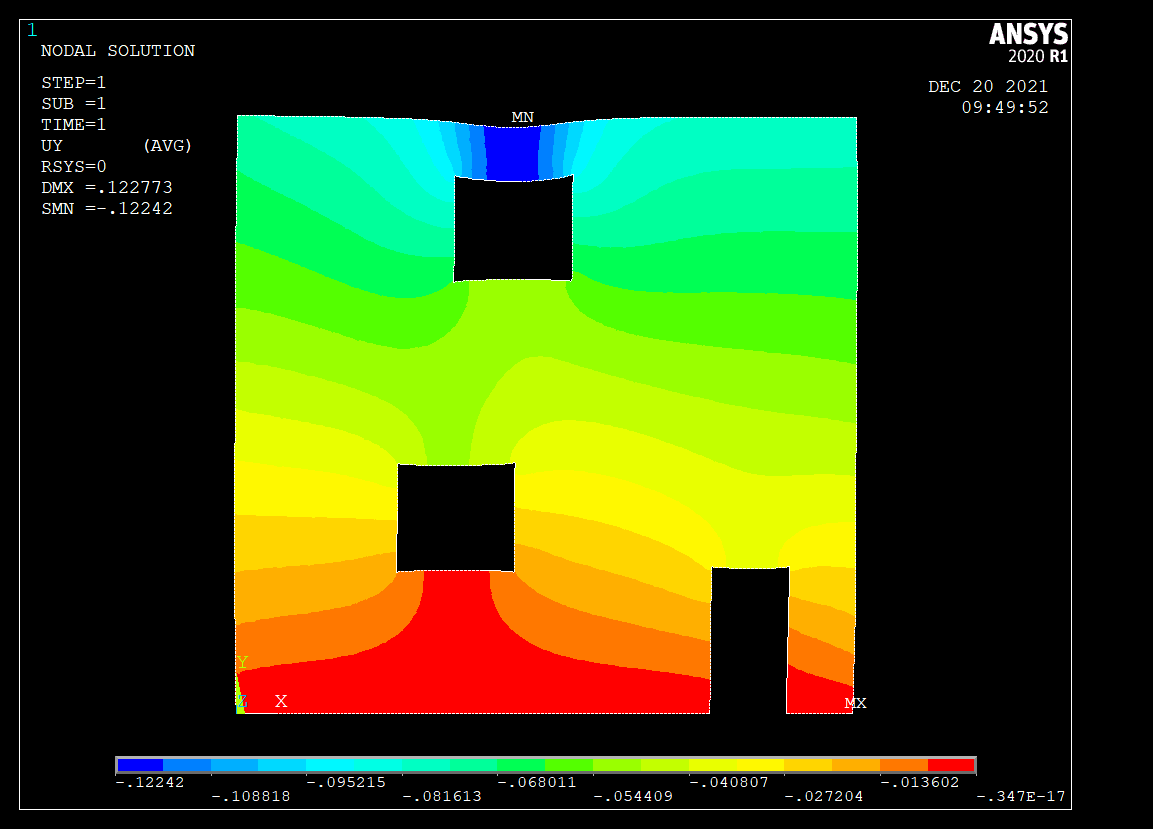 1
ANSYS
2020 R1
NODAL SOLUTION
STEP=1
SUB =1
TIME=1
UY (AVG)
RSYS=0
DMX =.122773
SMN =-.12242
DEC 20 2021
09:49:52
MN
Y
Z X
MX
-.12242 -.095215 -.068011 -.040807 -.013602
-.108818 -.081613 -.054409 -.027204 -.347E-17